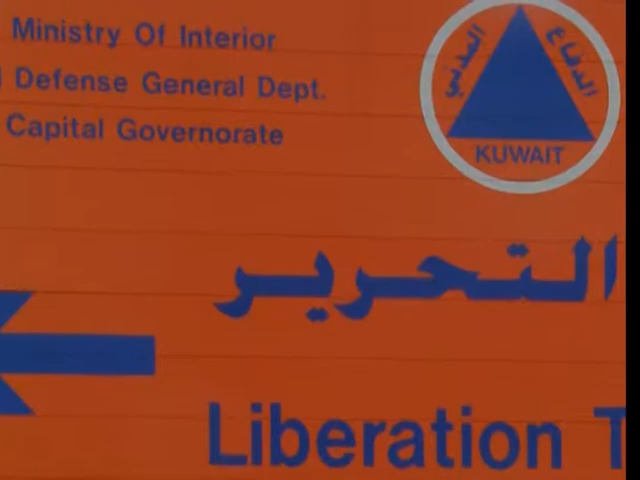 Ministry Of Interior
Defense General Dept.
Capital Governorate
الدفاع المدني
KUWAIT
التحرير
Liberation T